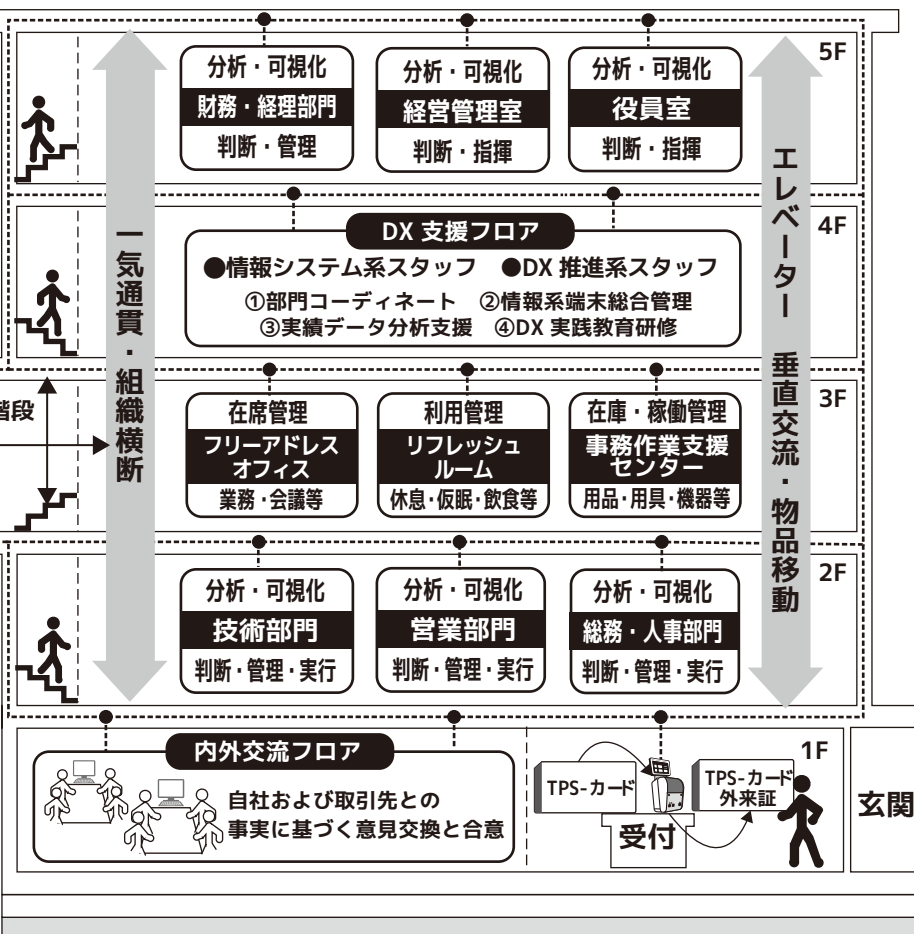 5F
分析・可視化
財務・経理部門
判断・管理
分析・可視化
経営管理室
判断・指揮
分析・可視化
役員室
判断・指揮
一気通貫・組織横断
エレベーター 垂直交流・物品移動
4F
DX 支援フロア
●情報システム系スタッフ ●DX 推進系スタッフ
①部門コーディネート ②情報系端末総合管理
③実績データ分析支援 ④DX 実践教育研修
3F
階段
在席管理
フリーアドレス
オフィス
業務・会議等
利用管理
リフレッシュ
ルーム
休息・仮眠・飲食等
在庫・稼働管理
事務作業支援
センター
用品・用具・機器等
2F
分析・可視化
技術部門
判断・管理・実行
分析・可視化
営業部門
判断・管理・実行
分析・可視化
総務・人事部門
判断・管理・実行
1F
内外交流フロア
自社および取引先との
事実に基づく意見交換と合意
TPS-カード
受付
TPS-カード
外来証
玄関